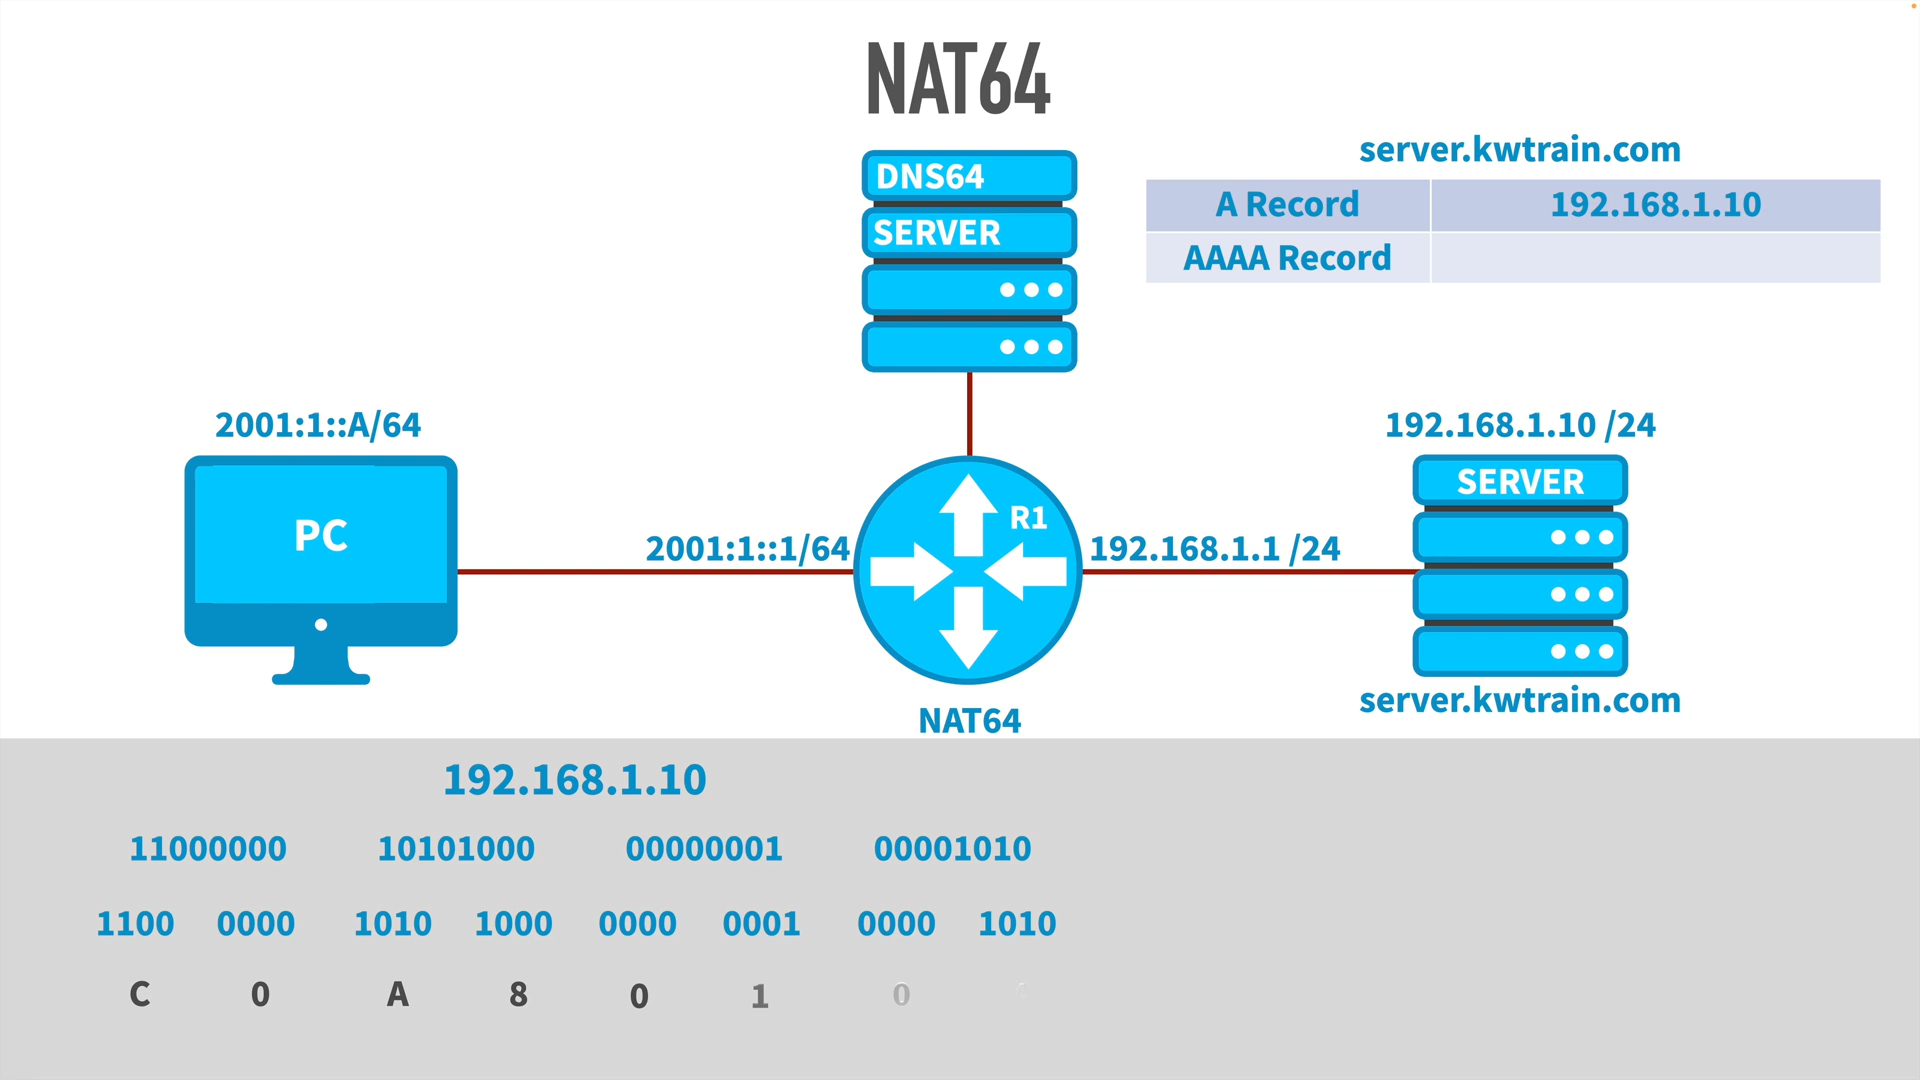 NAT64
DNS64
SERVER
server.kwtrain.com
A Record 192.168.1.10
AAAA Record
2001:1::A/64
PC
2001:1::1/64
R1
192.168.1.1 /24
NAT64
192.168.1.10 /24
SERVER
server.kwtrain.com
192.168.1.10
11000000 10101000 00000001 00001010
1100 0000 1010 1000 0000 0001 0000 1010
C 0 A 8 0 1 0